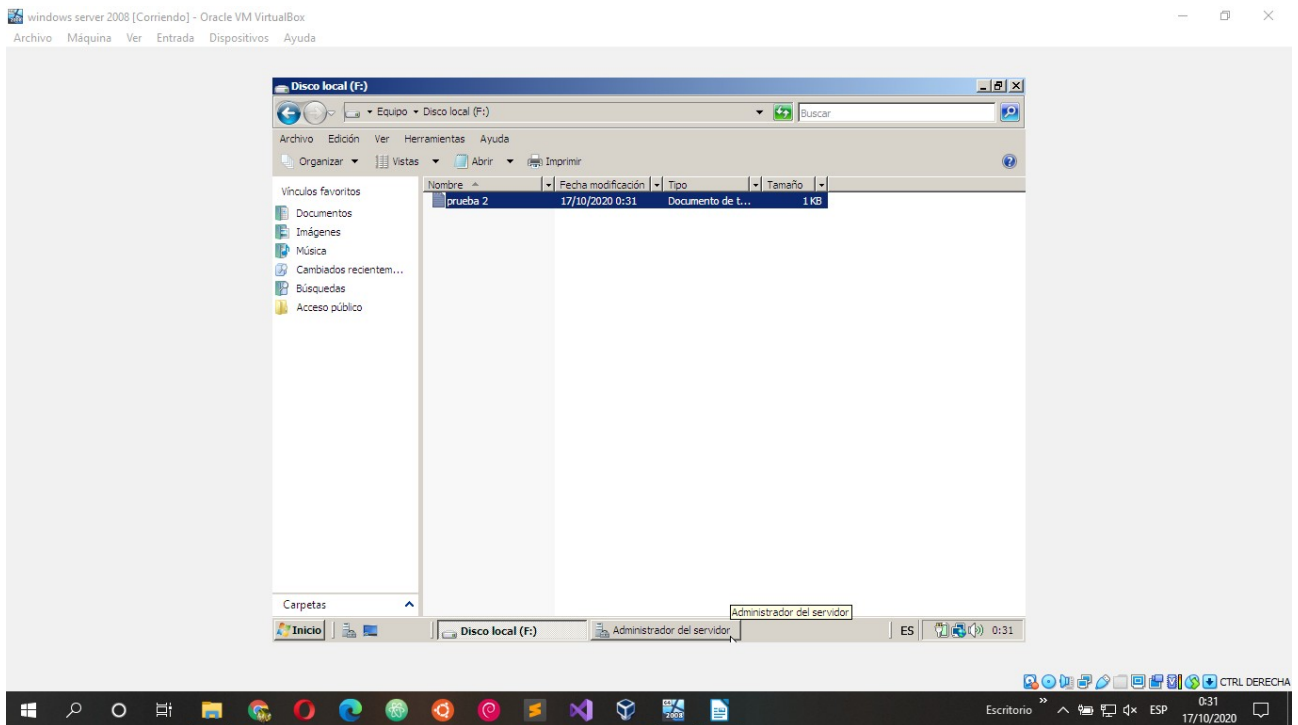 windows server 2008 [Corriendo] - Oracle VM VirtualBox
Archivo Máquina Ver Entrada Dispositivos Ayuda
Disco local (F:)
Equipo Disco local (F:) Buscar
Archivo Edición Ver Herramientas Ayuda
Organizar Vistas Abrir Imprimir
Vínculos favoritos
Documentos
Imágenes
Música
Cambiados recientem...
Búsquedas
Acceso público
Nombre Fecha modificación Tipo Tamaño
prueba 2 17/10/2020 0:31 Documento de t... 1 KB
Carpetas
Administrador del servidor
Inicio Disco local (F:) Administrador del servidor ES 0:31
CTRL DERECHA
2008 Escritorio ESP 0:31
17/10/2020